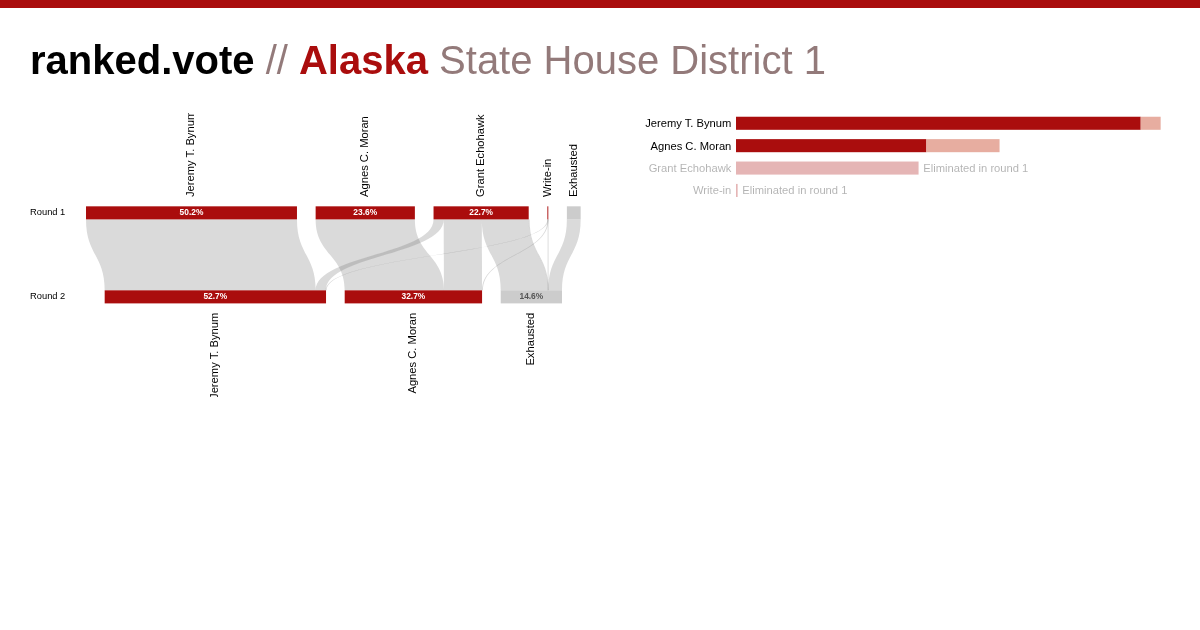 ranked.vote // Alaska State House District 1
Jeremy T. Bynum
Agnes C. Moran
Grant Echohawk
Write-in
Exhausted
Round 1
50.2%
23.6%
22.7%
Round 2
52.7%
32.7%
14.6%
Jeremy T. Bynum
Agnes C. Moran
Exhausted
Jeremy T. Bynum
Agnes C. Moran
Grant Echohawk Eliminated in round 1
Write-in Eliminated in round 1